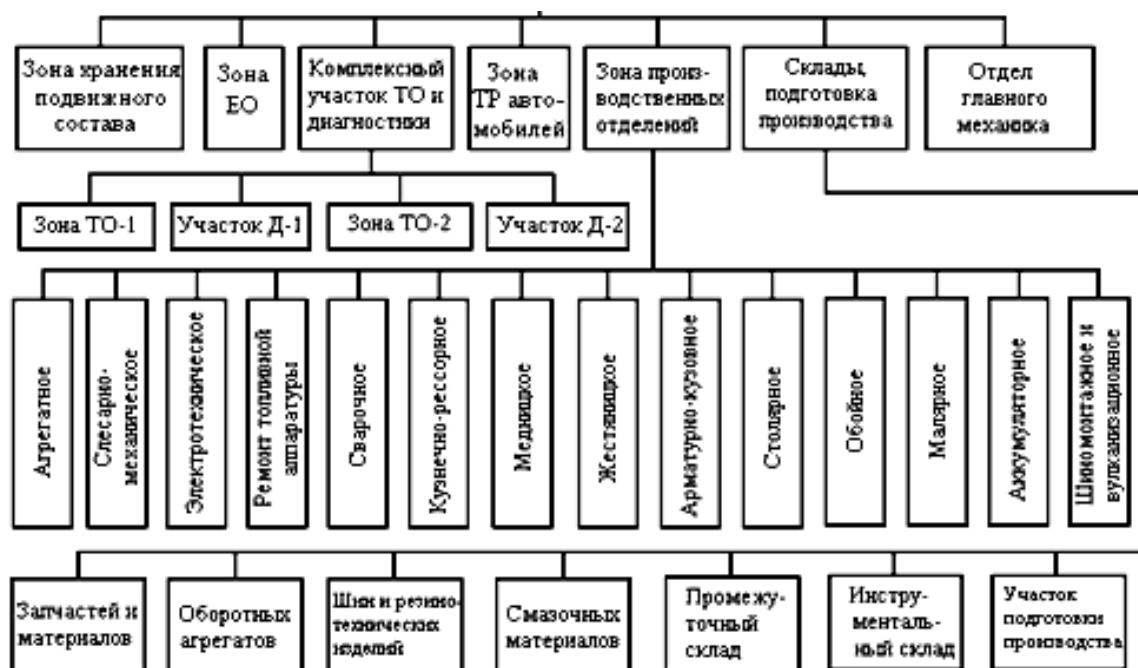 Зона хранения
подвижного
состава
Зона
ЕО
Комплексный
участок ТО и
диагностики
Зона
ТР авто-
мобилей
Зона произ-
водственных
отделений
Склады,
подготовка
производства
Отдел
главного
механика
Зона ТО-1
Участок Д-1
Зона ТО-2
Участок Д-2
Агрегатное
Слесарно-
механическое
Электротехническое
Ремонт топливной
аппаратуры
Сварочное
Кузнечно-рессорное
Медницкое
Жестяницкое
Арматурно-кузовное
Столярное
Обойное
Малярное
Аккумуляторное
Шиномонтажное и
вулканизационное
Запчастей и
материалов
Оборотных
агрегатов
Шин и резино-
технических
изделий
Смазочных
материалов
Промежу-
точный
склад
Инстру-
менталь-
ный склад
Участок
подготовки
производства